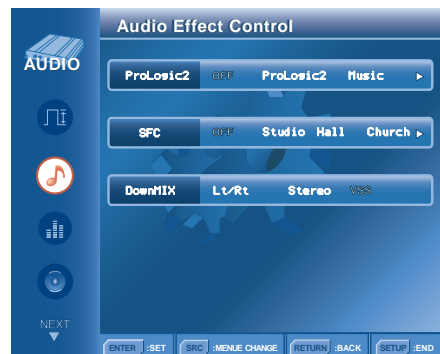 Audio Effect Control
AUDIO
ProLogic2 OFF ProLogic2 Music
SFC OFF Studio Hall Church
DownMIX Lt/Rt Stereo VSS
NEXT
ENTER :SET SRC :MENUE CHANGE RETURN :BACK SETUP :END